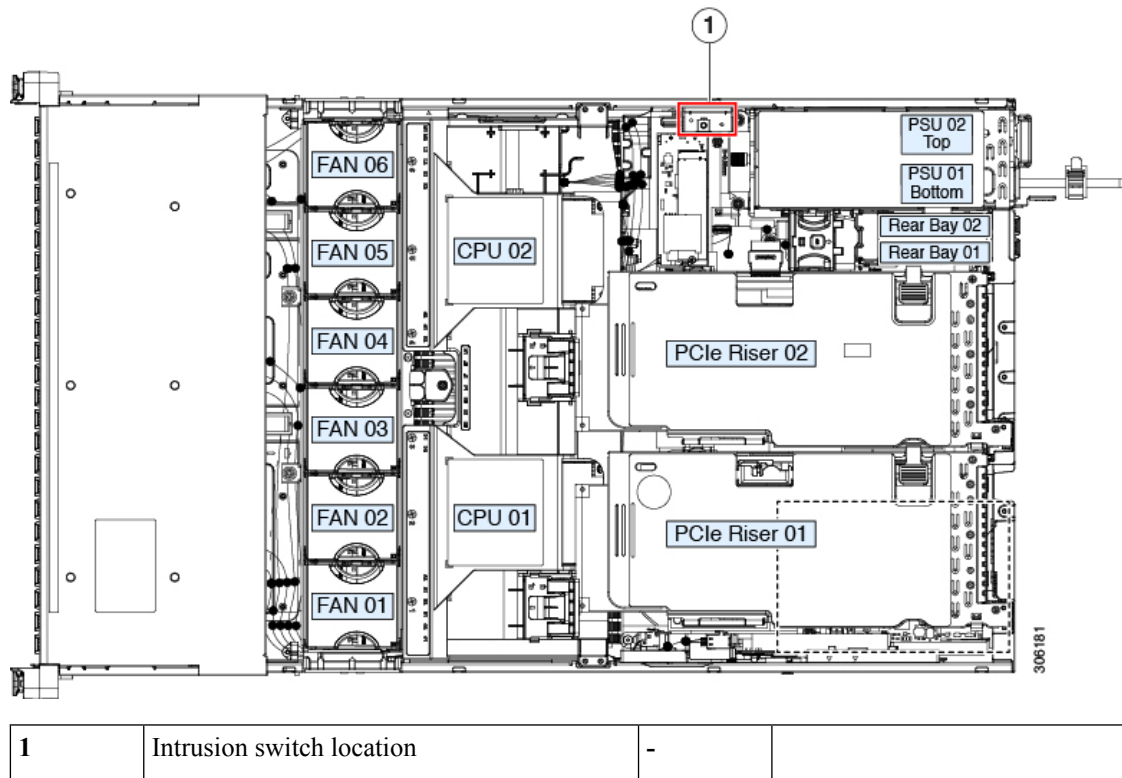 1
PSU 02
Top
FAN 06
PSU 01
Bottom
Rear Bay 02
FAN 05
CPU 02
Rear Bay 01
FAN 04
PCIe Riser 02
FAN 03
FAN 02
CPU 01
PCIe Riser 01
FAN 01
306181
1 Intrusion switch location -